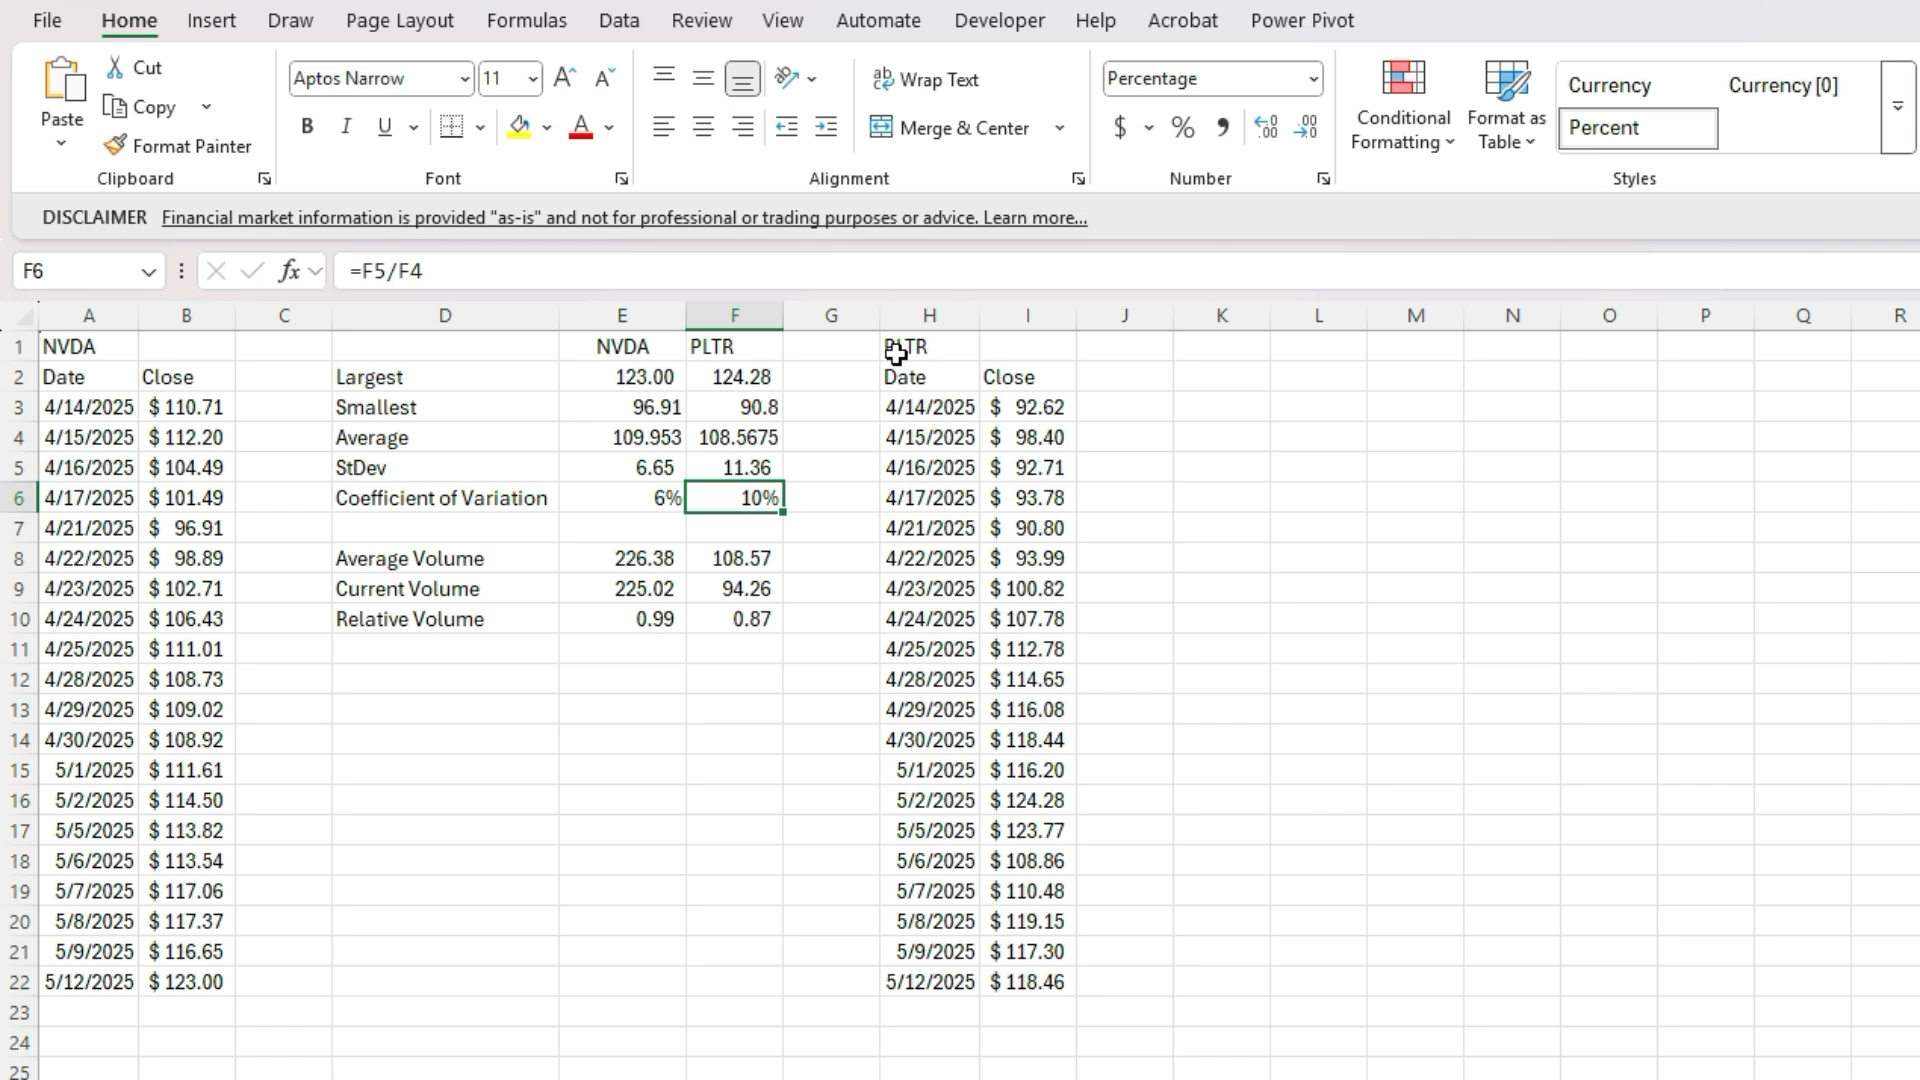 File Home Insert Draw Page Layout Formulas Data Review View Automate Developer Help Acrobat Power Pivot
Paste Cut Copy Format Painter Clipboard
Aptos Narrow 11 B I U A Font
ab Wrap Text Merge & Center Alignment
Percentage $ % Number
Conditional Formatting Format as Table Currency Currency [0] Percent Styles
DISCLAIMER Financial market information is provided "as-is" and not for professional or trading purposes or advice. Learn more...
F6 fx =F5/F4
A B C D E F G H I J K L M N O P Q R
1 NVDA NVDA PLTR PLTR
2 Date Close Largest 123.00 124.28 Date Close
3 4/14/2025 $ 110.71 Smallest 96.91 90.8 4/14/2025 $ 92.62
4 4/15/2025 $ 112.20 Average 109.953 108.5675 4/15/2025 $ 98.40
5 4/16/2025 $ 104.49 StDev 6.65 11.36 4/16/2025 $ 92.71
6 4/17/2025 $ 101.49 Coefficient of Variation 6% 10% 4/17/2025 $ 93.78
7 4/21/2025 $ 96.91 4/21/2025 $ 90.80
8 4/22/2025 $ 98.89 Average Volume 226.38 108.57 4/22/2025 $ 93.99
9 4/23/2025 $ 102.71 Current Volume 225.02 94.26 4/23/2025 $ 100.82
10 4/24/2025 $ 106.43 Relative Volume 0.99 0.87 4/24/2025 $ 107.78
11 4/25/2025 $ 111.01 4/25/2025 $ 112.78
12 4/28/2025 $ 108.73 4/28/2025 $ 114.65
13 4/29/2025 $ 109.02 4/29/2025 $ 116.08
14 4/30/2025 $ 108.92 4/30/2025 $ 118.44
15 5/1/2025 $ 111.61 5/1/2025 $ 116.20
16 5/2/2025 $ 114.50 5/2/2025 $ 124.28
17 5/5/2025 $ 113.82 5/5/2025 $ 123.77
18 5/6/2025 $ 113.54 5/6/2025 $ 108.86
19 5/7/2025 $ 117.06 5/7/2025 $ 110.48
20 5/8/2025 $ 117.37 5/8/2025 $ 119.15
21 5/9/2025 $ 116.65 5/9/2025 $ 117.30
22 5/12/2025 $ 123.00 5/12/2025 $ 118.46
23
24
25